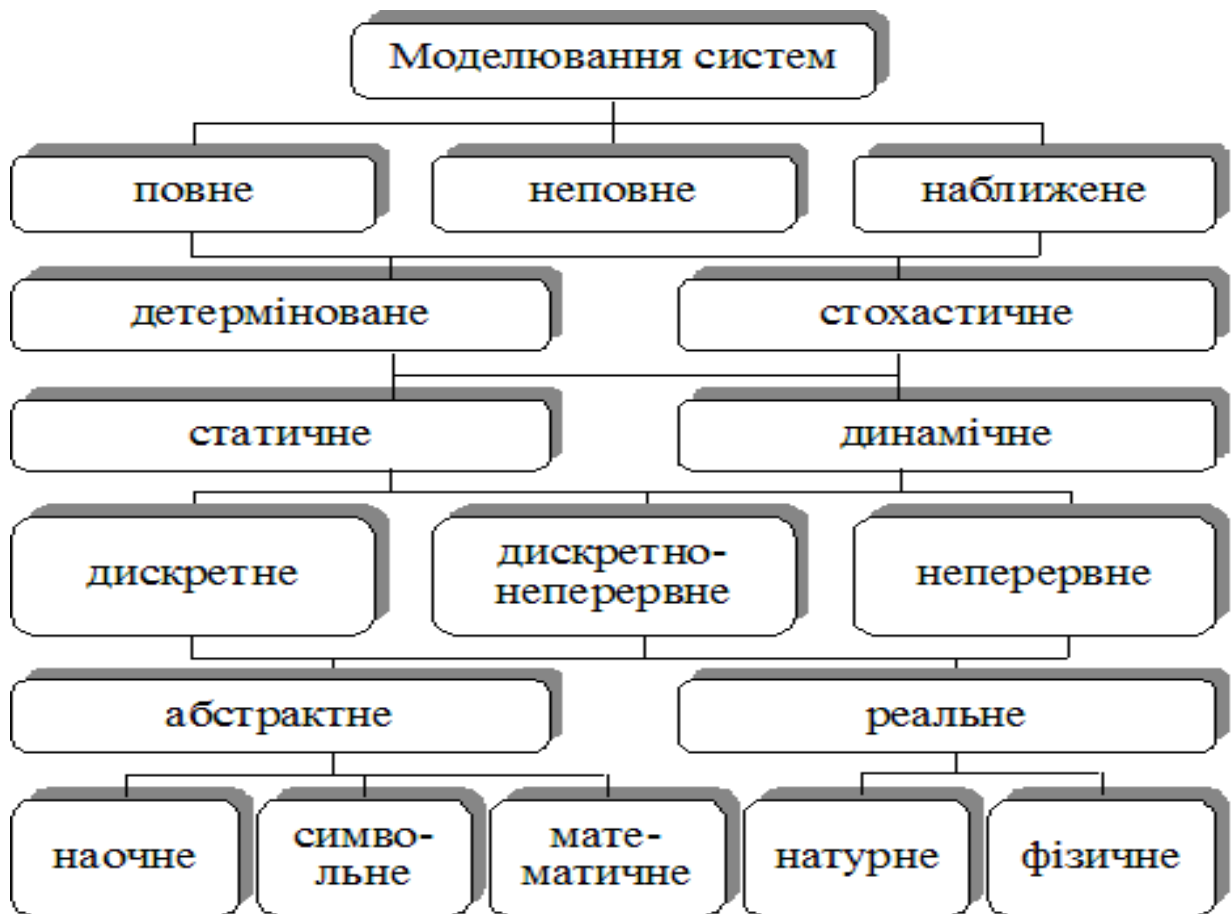 Моделювання систем
повне
неповне
наближене
детерміноване
стохастичне
статичне
динамічне
дискретне
дискретно-
неперервне
неперервне
абстрактне
реальне
наочне
симво-
льне
мате-
матичне
натурне
фізичне